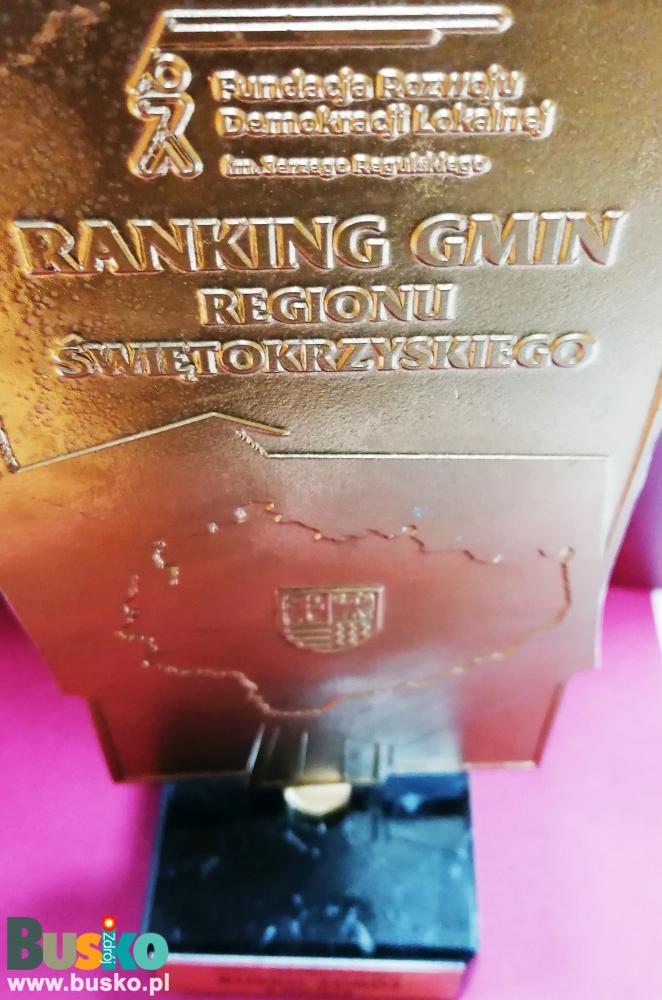 Fundacja Rozwoju
Demokracji Lokalnej
im. Jerzego Regulskiego
RANKING GMIN
REGIONU
ŚWIĘTOKRZYSKIEGO
BUSKO
Zdrój
www.busko.pl